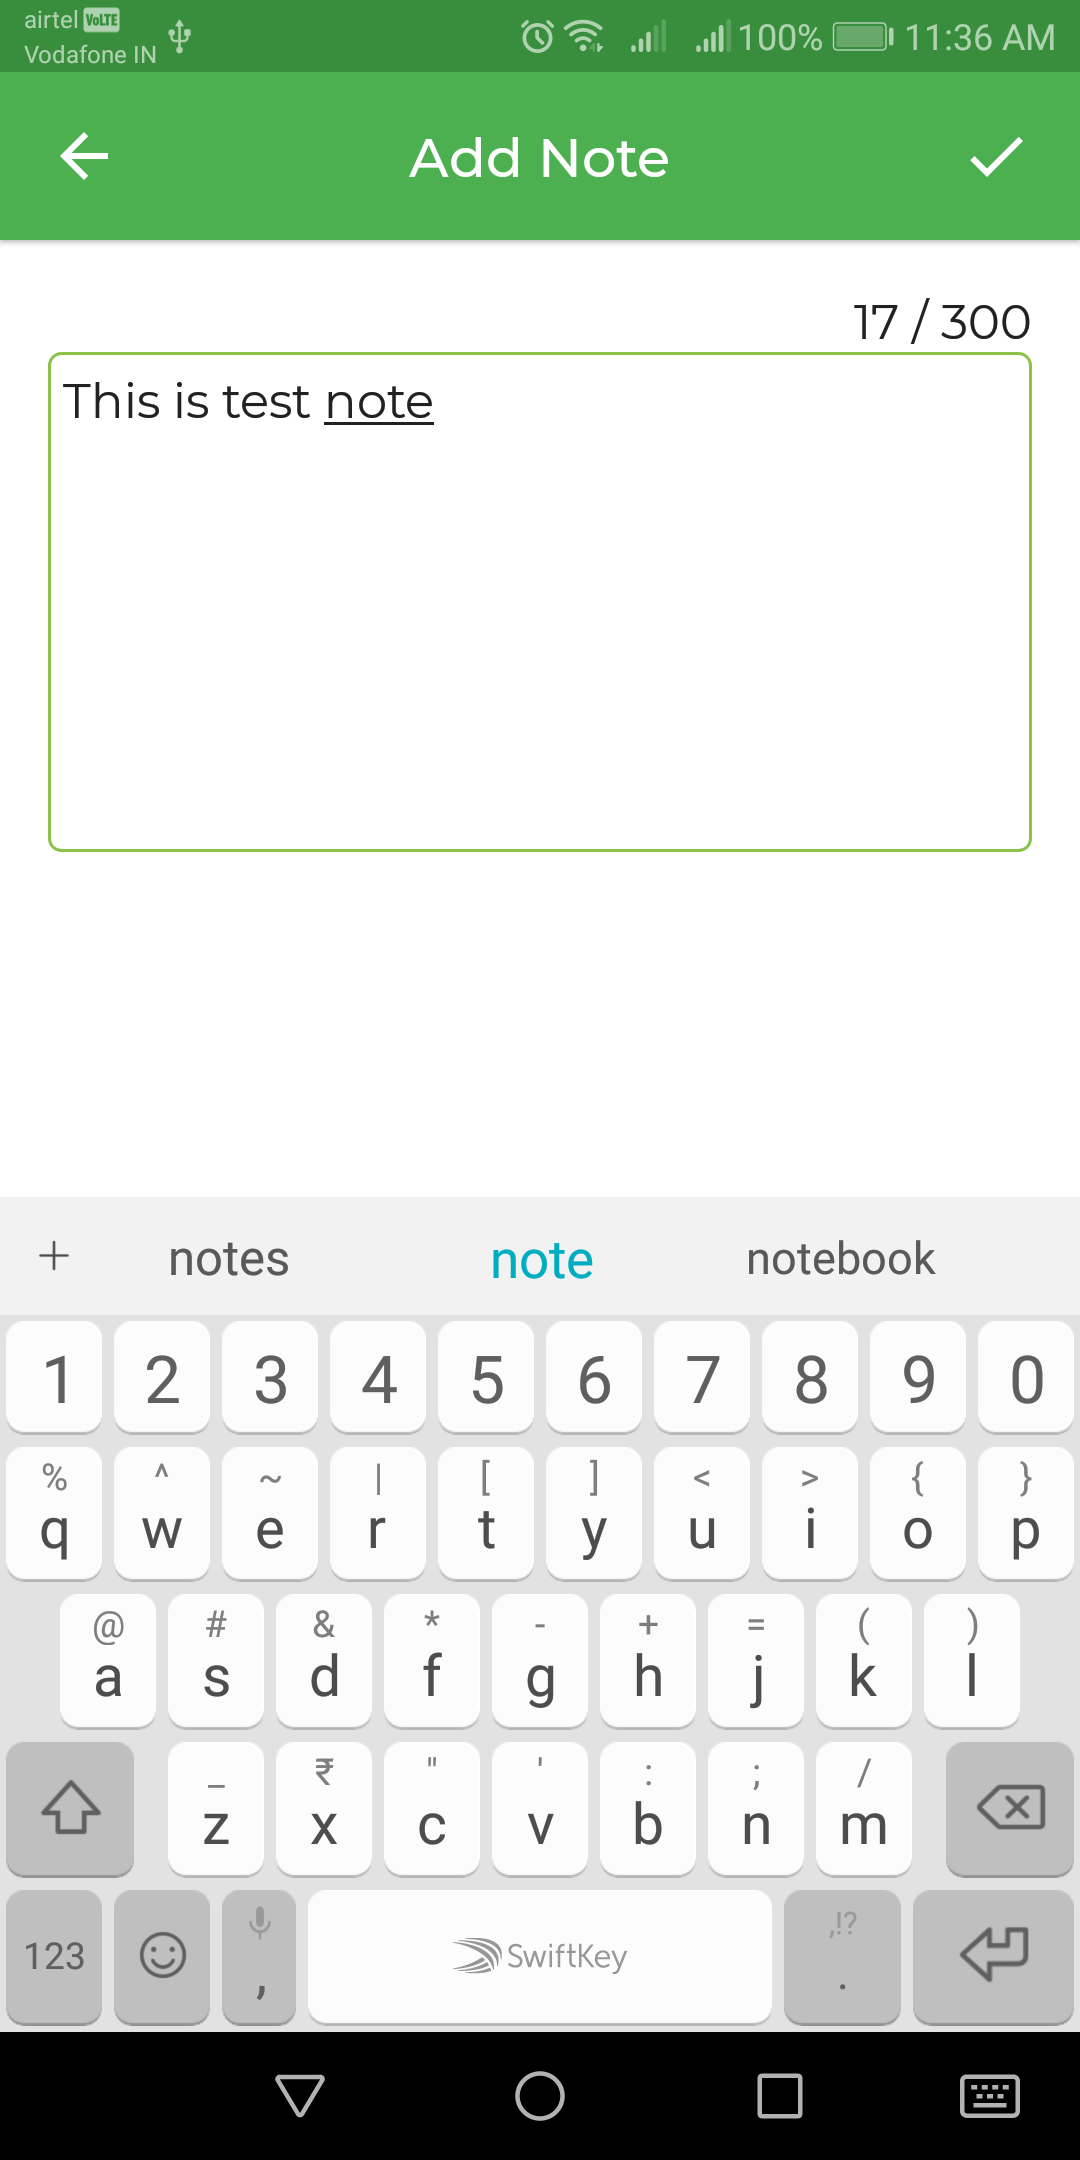 airtel VoLTE
Vodafone IN
100% 11:36 AM
Add Note
17 / 300
This is test note
+ notes note notebook
1 2 3 4 5 6 7 8 9 0
% ^ ~ | [ ] < > { }
q w e r t y u i o p
@ # & * - + = ( )
a s d f g h j k l
_ ₹ " ' : ; /
z x c v b n m
,!?
123 , SwiftKey .